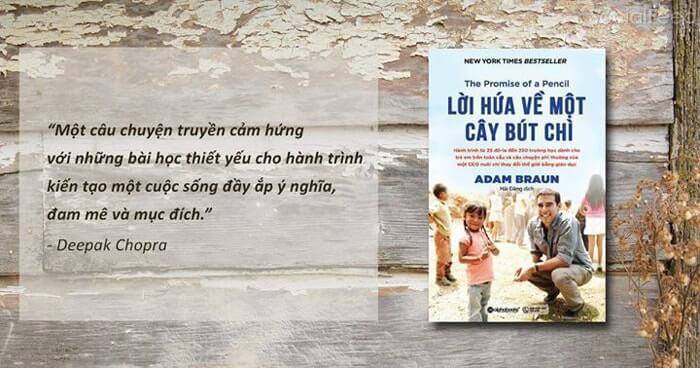 “Một câu chuyện truyền cảm hứng
với những bài học thiết yếu cho hành trình
kiến tạo một cuộc sống đầy ắp ý nghĩa,
đam mê và mục đích.”
- Deepak Chopra
NEW YORK TIMES BESTSELLER
The Promise of a Pencil
LỜI HỨA VỀ MỘT
CÂY BÚT CHÌ
Hành trình từ 25 đô-la đến 250 trường học dành cho
trẻ em trên toàn cầu và câu chuyện phi thường của
một CEO nuôi chí thay đổi thế giới bằng giáo dục
ADAM BRAUN
Hải Đăng dịch
alphabooks